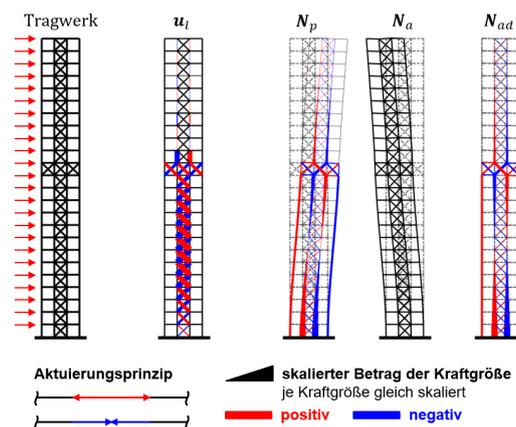 Tragwerk
u_l
N_p
N_a
N_ad
Aktuierungsprinzip
skalierter Betrag der Kraftgröße
je Kraftgröße gleich skaliert
positiv
negativ